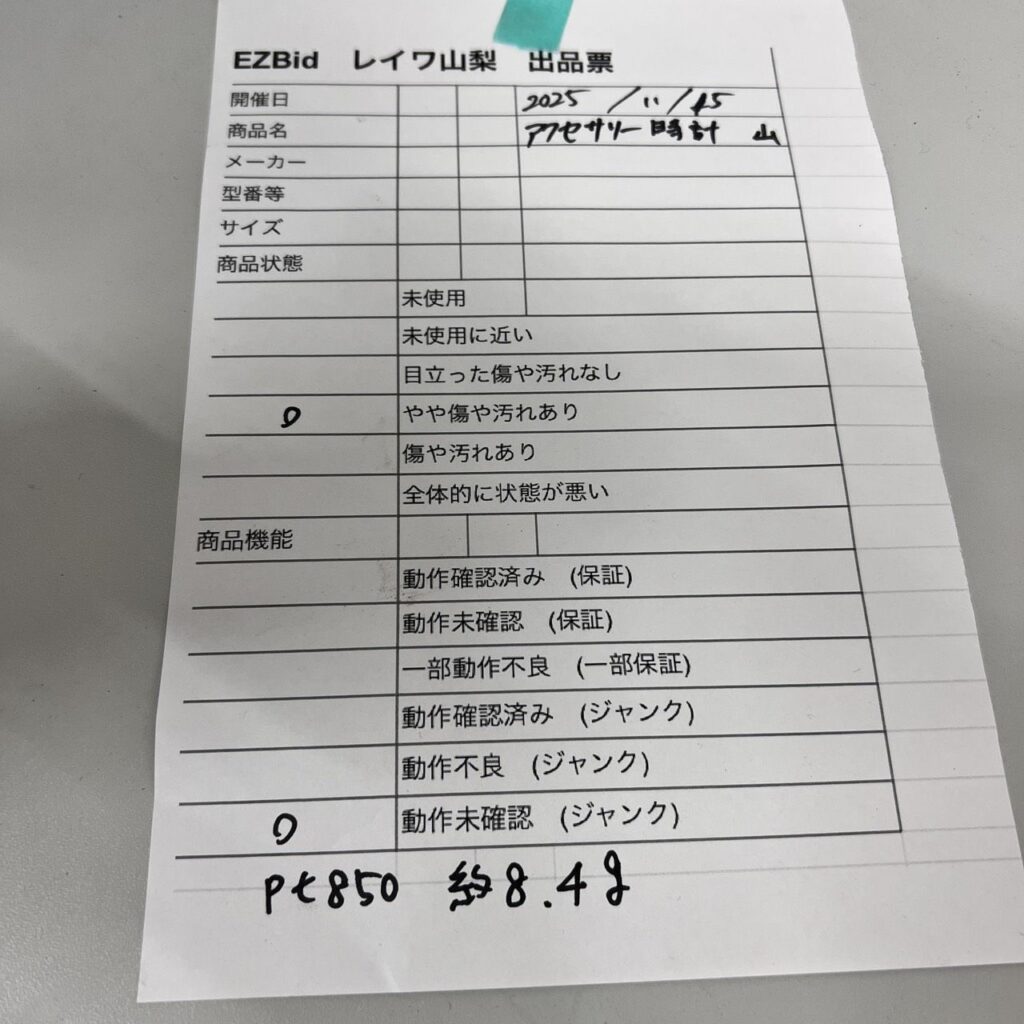 EZBid レイワ山梨 出品票
開催日 2025 / 11 / 15
商品名 アクセサリー時計 山
メーカー
型番等
サイズ
商品状態
未使用
未使用に近い
目立った傷や汚れなし
O やや傷や汚れあり
傷や汚れあり
全体的に状態が悪い
商品機能
動作確認済み (保証)
動作未確認 (保証)
一部動作不良 (一部保証)
動作確認済み (ジャンク)
動作不良 (ジャンク)
O 動作未確認 (ジャンク)
Pt850 約8.4g